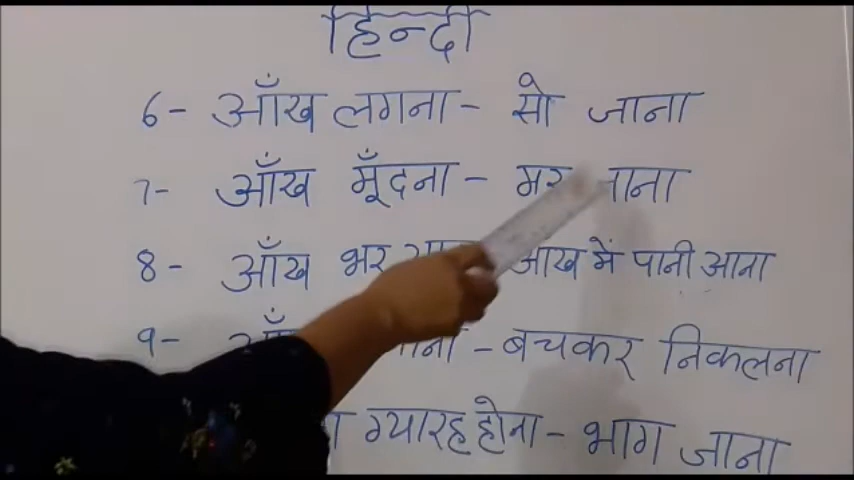 हिन्दी
6- आँख लगना - सो जाना
7- आँख मूँदना - मर जाना
8- आँख भर आँख में पानी आना
9- - बचकर निकलना
ग्यारह होना - भाग जाना